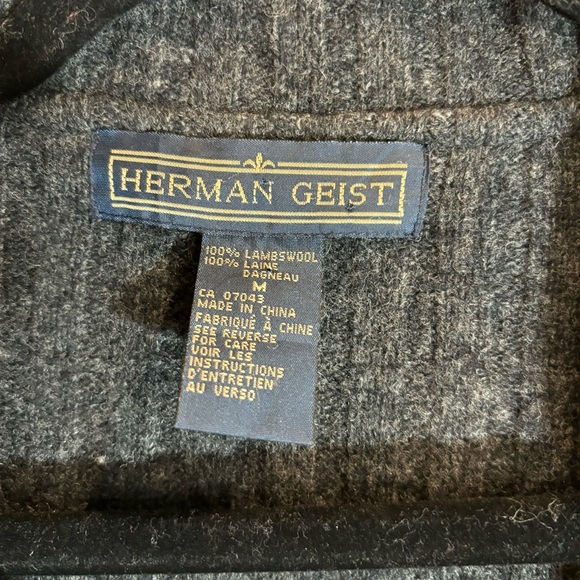 HERMAN GEIST
100% LAMBSWOOL
100% LAINE
DAGNEAU
M
CA 07043
MADE IN CHINA
FABRIQUÉ À CHINE
SEE REVERSE
FOR CARE
VOIR LES
INSTRUCTIONS
D'ENTRETIEN
AU VERSO